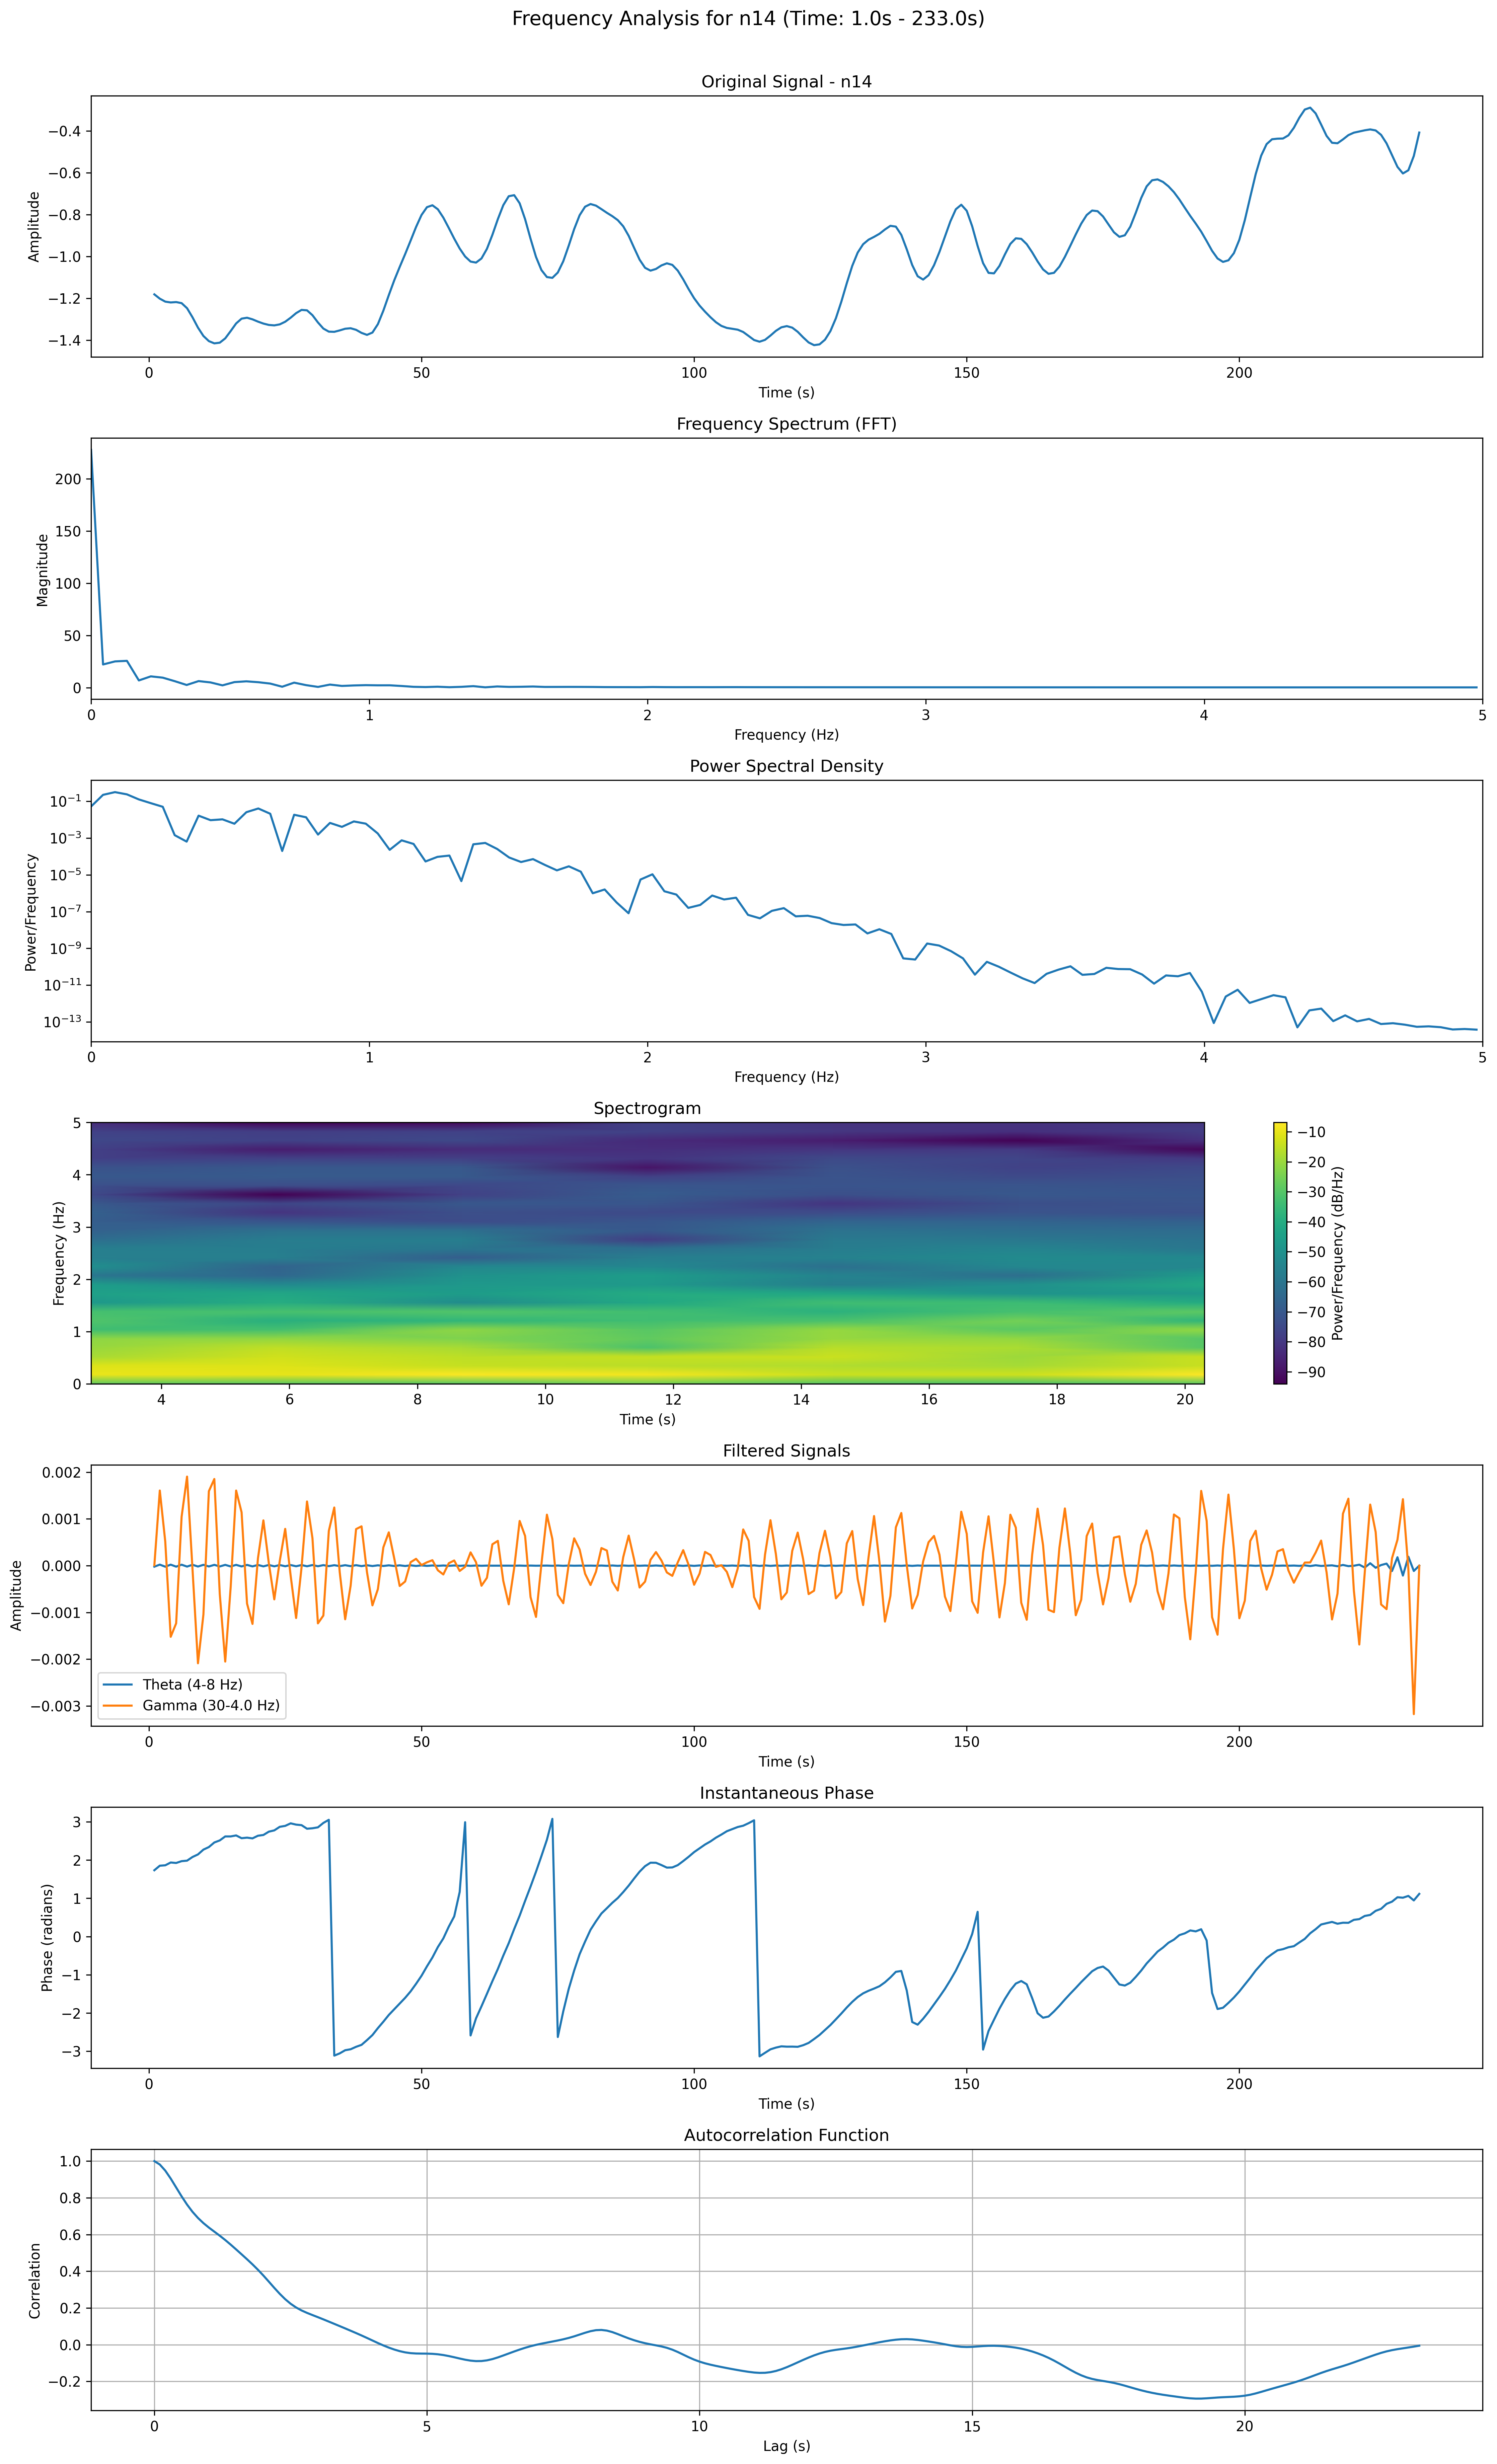 Frequency Analysis for n14 (Time: 1.0s - 233.0s)
Original Signal - n14
Amplitude
−0.4
−0.6
−0.8
−1.0
−1.2
−1.4
0 50 100 150 200
Time (s)
Frequency Spectrum (FFT)
Magnitude
200
150
100
50
0
0 1 2 3 4 5
Frequency (Hz)
Power Spectral Density
Power/Frequency
10⁻¹
10⁻³
10⁻⁵
10⁻⁷
10⁻⁹
10⁻¹¹
10⁻¹³
0 1 2 3 4 5
Frequency (Hz)
Spectrogram
Frequency (Hz)
5
4
3
2
1
0
4 6 8 10 12 14 16 18 20
Time (s)
−10
−20
−30
−40
−50
−60
−70
−80
−90
Power/Frequency (dB/Hz)
Filtered Signals
Amplitude
0.002
0.001
0.000
−0.001
−0.002
−0.003
Theta (4-8 Hz)
Gamma (30-4.0 Hz)
0 50 100 150 200
Time (s)
Instantaneous Phase
Phase (radians)
3
2
1
0
−1
−2
−3
0 50 100 150 200
Time (s)
Autocorrelation Function
Correlation
1.0
0.8
0.6
0.4
0.2
0.0
−0.2
0 5 10 15 20
Lag (s)